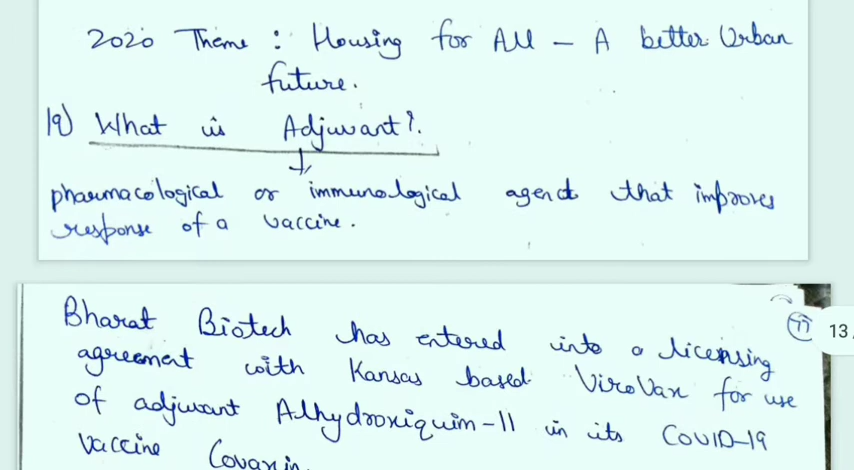 2020 Theme : Housing for All – A better Urban
future.
19) What is Adjuvant?
pharmacological or immunological agent that improves
response of a vaccine.
77
13
Bharat Biotech has entered into a licensing
agreement with Kansas based ViroVax for use
of adjuvant Alhydroxiquim-II in its COVID-19
vaccine Covaxin.